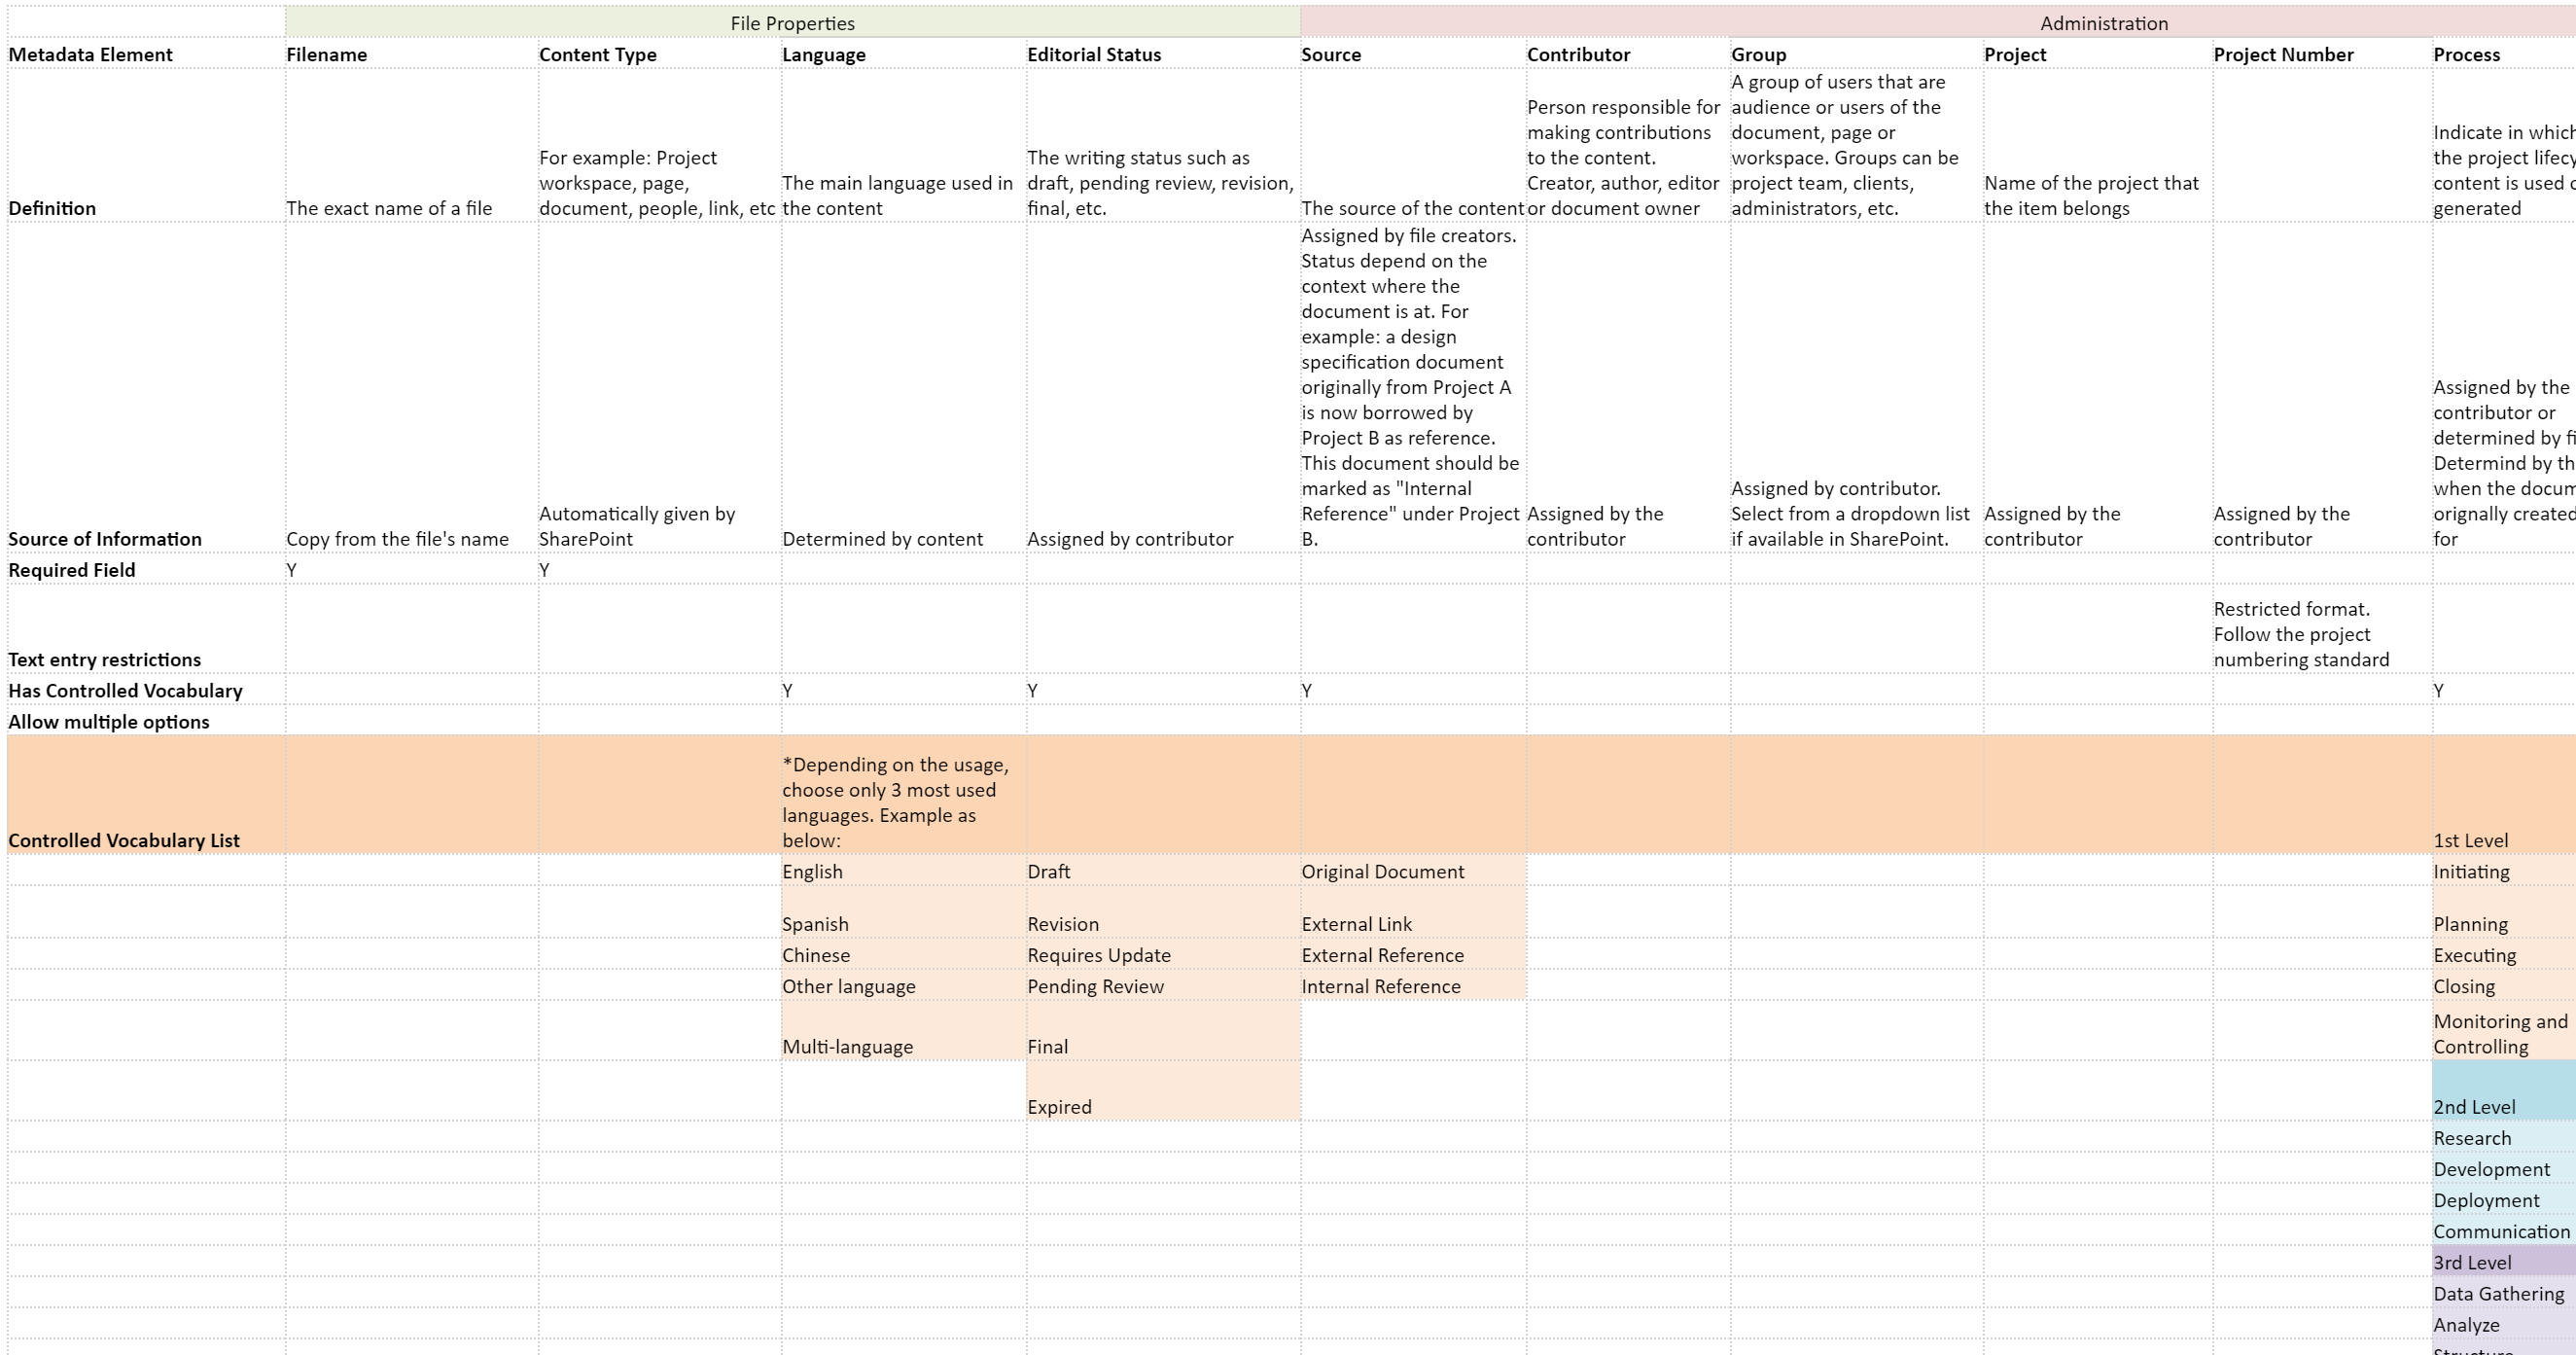 File Properties Administration
Metadata Element Filename Content Type Language Editorial Status Source Contributor Group Project Project Number Process
Definition
The exact name of a file
For example: Project
workspace, page,
document, people, link, etc
The main language used in
the content
The writing status such as
draft, pending review, revision,
final, etc.
The source of the content
Person responsible for
making contributions
to the content.
Creator, author, editor
or document owner
A group of users that are
audience or users of the
document, page or
workspace. Groups can be
project team, clients,
administrators, etc.
Name of the project that
the item belongs
Indicate in which
the project
content is used
generated
Source of Information
Copy from the file's name
Automatically given by
SharePoint
Determined by content
Assigned by contributor
Assigned by file creators.
Status depend on the
context where the
document is at. For
example: a design
specification document
originally from Project A
is now borrowed by
Project B as reference.
This document should be
marked as "Internal
Reference" under Project
B.
Assigned by the
contributor
Assigned by contributor.
Select from a dropdown list
if available in SharePoint.
Assigned by the
contributor
Assigned by the
contributor
Assigned by the
contributor or
determined by
Determind by
when the
orignally created
for
Required Field Y Y
Text entry restrictions
Restricted format.
Follow the project
numbering standard
Has Controlled Vocabulary Y Y Y Y
Allow multiple options
Controlled Vocabulary List
*Depending on the usage,
choose only 3 most used
languages. Example as
below:
1st Level
English Draft Original Document Initiating
Spanish Revision External Link Planning
Chinese Requires Update External Reference Executing
Other language Pending Review Internal Reference Closing
Multi-language Final Monitoring and
Controlling
Expired 2nd Level
Research
Development
Deployment
Communication
3rd Level
Data Gathering
Analyze